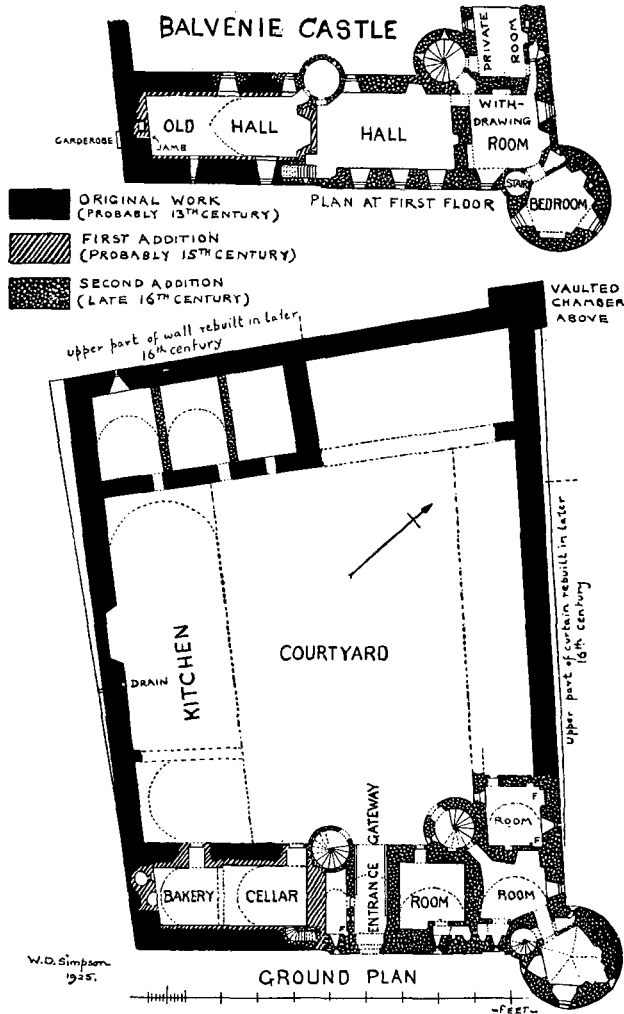 BALVENIE CASTLE
PRIVATE
ROOM
OLD HALL
HALL
WITH-
DRAWING
ROOM
GARDEROBE
JAMB
STAIR
BEDROOM
PLAN AT FIRST FLOOR
ORIGINAL WORK
(PROBABLY 13TH CENTURY)
FIRST ADDITION
(PROBABLY 15TH CENTURY)
SECOND ADDITION
(LATE 16TH CENTURY)
VAULTED
CHAMBER
ABOVE
upper part of wall rebuilt in later
16th century
upper part of curtain rebuilt in later
16th century
COURTYARD
KITCHEN
DRAIN
ENTRANCE GATEWAY
F
ROOM
F
BAKERY
CELLAR
ROOM
ROOM
W.D. Simpson
1925.
GROUND PLAN
-FEET-